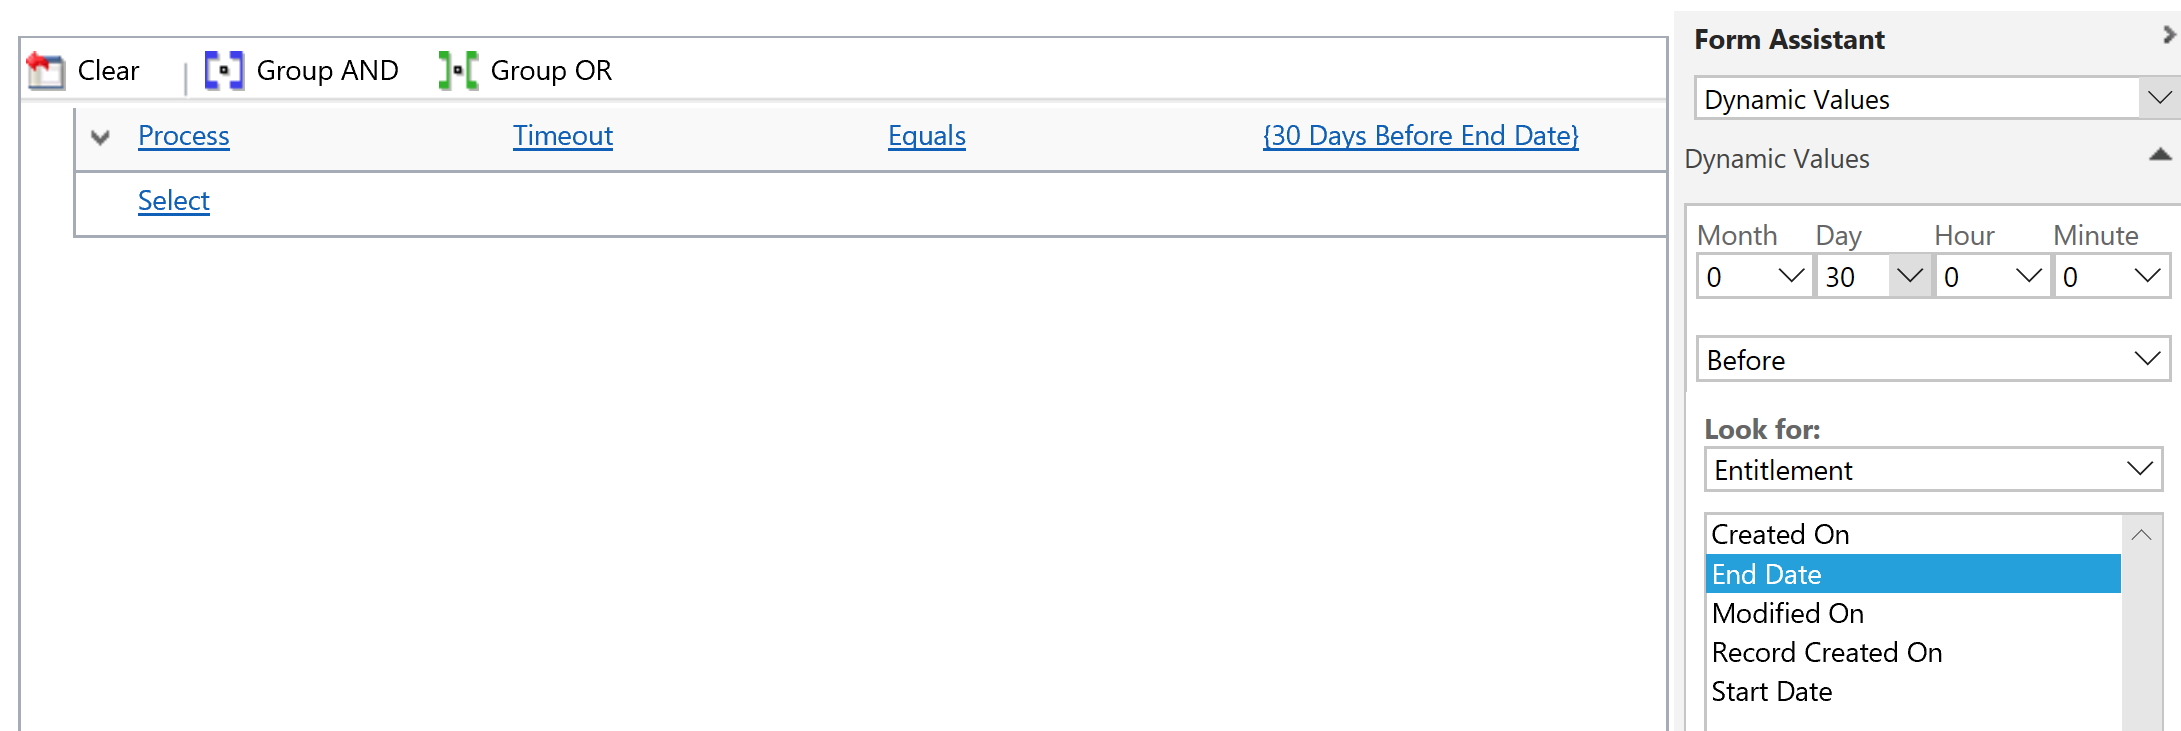 Clear Group AND Group OR
Process Timeout Equals {30 Days Before End Date}
Select
Form Assistant
Dynamic Values
Dynamic Values
Month Day Hour Minute
0 30 0 0
Before
Look for:
Entitlement
Created On
End Date
Modified On
Record Created On
Start Date